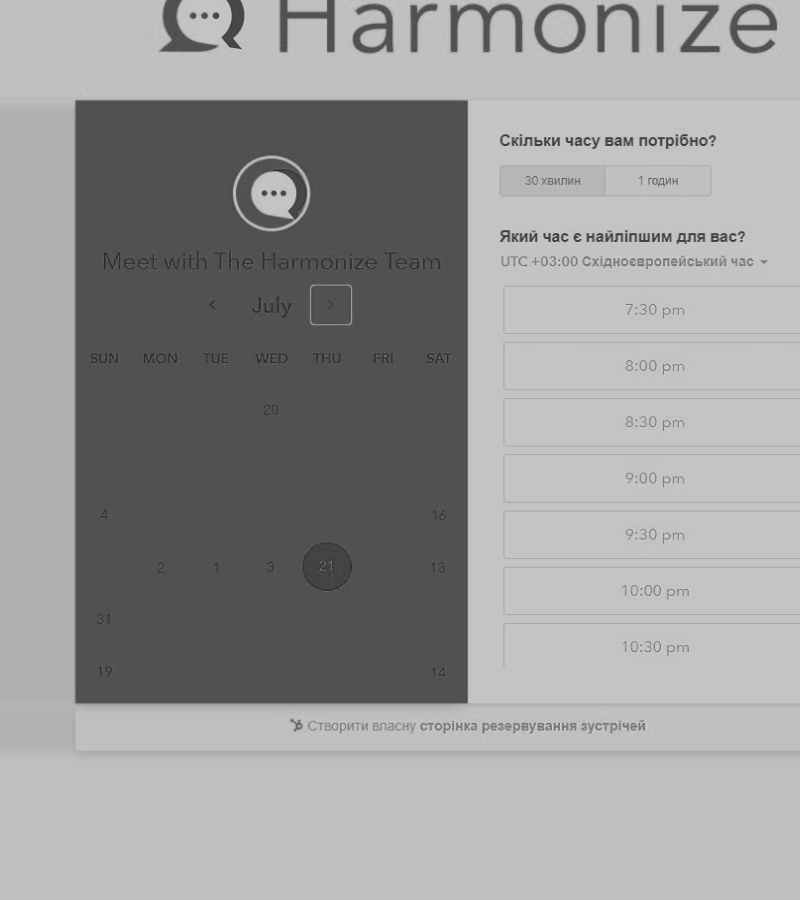 Harmonize
Meet with The Harmonize Team
July
SUN MON TUE WED THU FRI SAT
20
4 16
2 1 3 21 13
31
19 14
Скільки часу вам потрібно?
30 хвилин 1 годин
Який час є найліпшим для вас?
UTC +03:00 Східноєвропейський час
7:30 pm
8:00 pm
8:30 pm
9:00 pm
9:30 pm
10:00 pm
10:30 pm
Створити власну сторінка резервування зустрічей